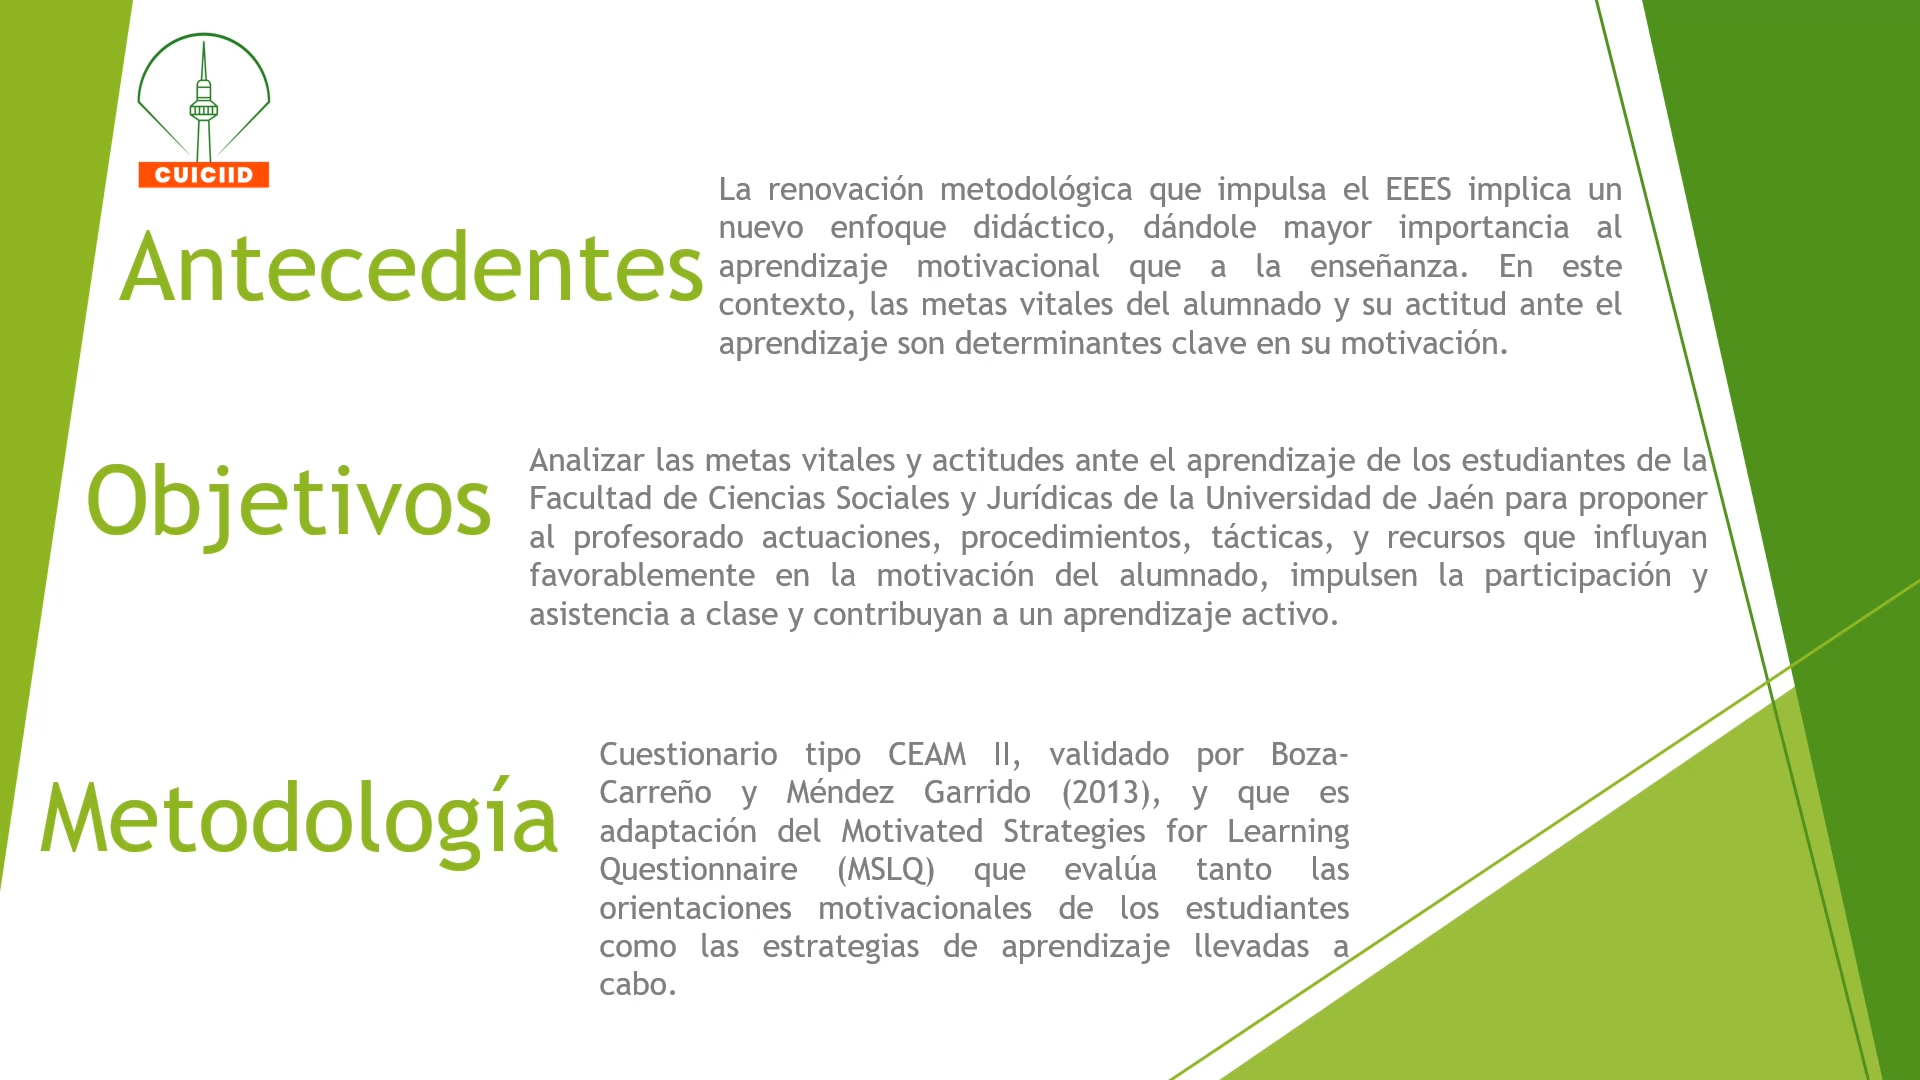 CUICIID
Antecedentes
La renovación metodológica que impulsa el EEES implica un
nuevo enfoque didáctico, dándole mayor importancia al
aprendizaje motivacional que a la enseñanza. En este
contexto, las metas vitales del alumnado y su actitud ante el
aprendizaje son determinantes clave en su motivación.
Objetivos
Analizar las metas vitales y actitudes ante el aprendizaje de los estudiantes de la
Facultad de Ciencias Sociales y Jurídicas de la Universidad de Jaén para proponer
al profesorado actuaciones, procedimientos, tácticas, y recursos que influyan
favorablemente en la motivación del alumnado, impulsen la participación y
asistencia a clase y contribuyan a un aprendizaje activo.
Metodología
Cuestionario tipo CEAM II, validado por Boza-
Carreño y Méndez Garrido (2013), y que es
adaptación del Motivated Strategies for Learning
Questionnaire (MSLQ) que evalúa tanto las
orientaciones motivacionales de los estudiantes
como las estrategias de aprendizaje llevadas a
cabo.